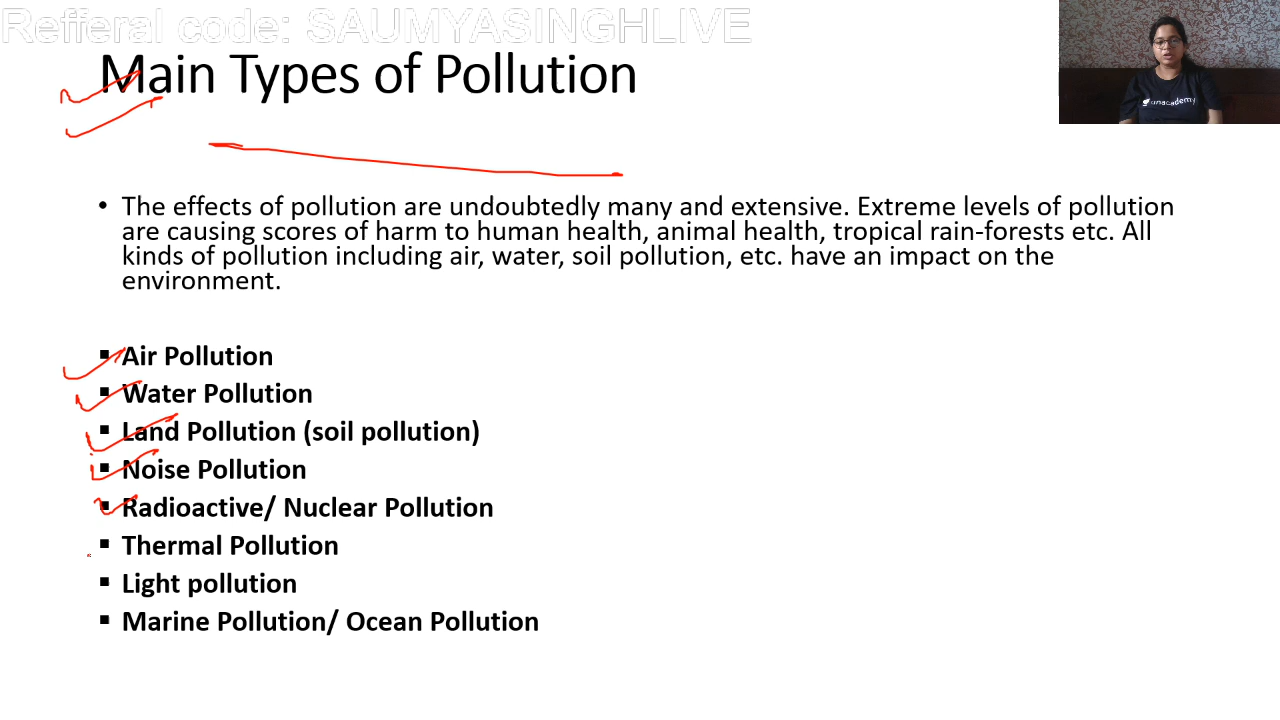 Refferal code: SAUMYASINGHLIVE
Main Types of Pollution
unacademy
• The effects of pollution are undoubtedly many and extensive. Extreme levels of pollution
are causing scores of harm to human health, animal health, tropical rain-forests etc. All
kinds of pollution including air, water, soil pollution, etc. have an impact on the
environment.
▪ Air Pollution
▪ Water Pollution
▪ Land Pollution (soil pollution)
▪ Noise Pollution
▪ Radioactive/ Nuclear Pollution
▪ Thermal Pollution
▪ Light pollution
▪ Marine Pollution/ Ocean Pollution